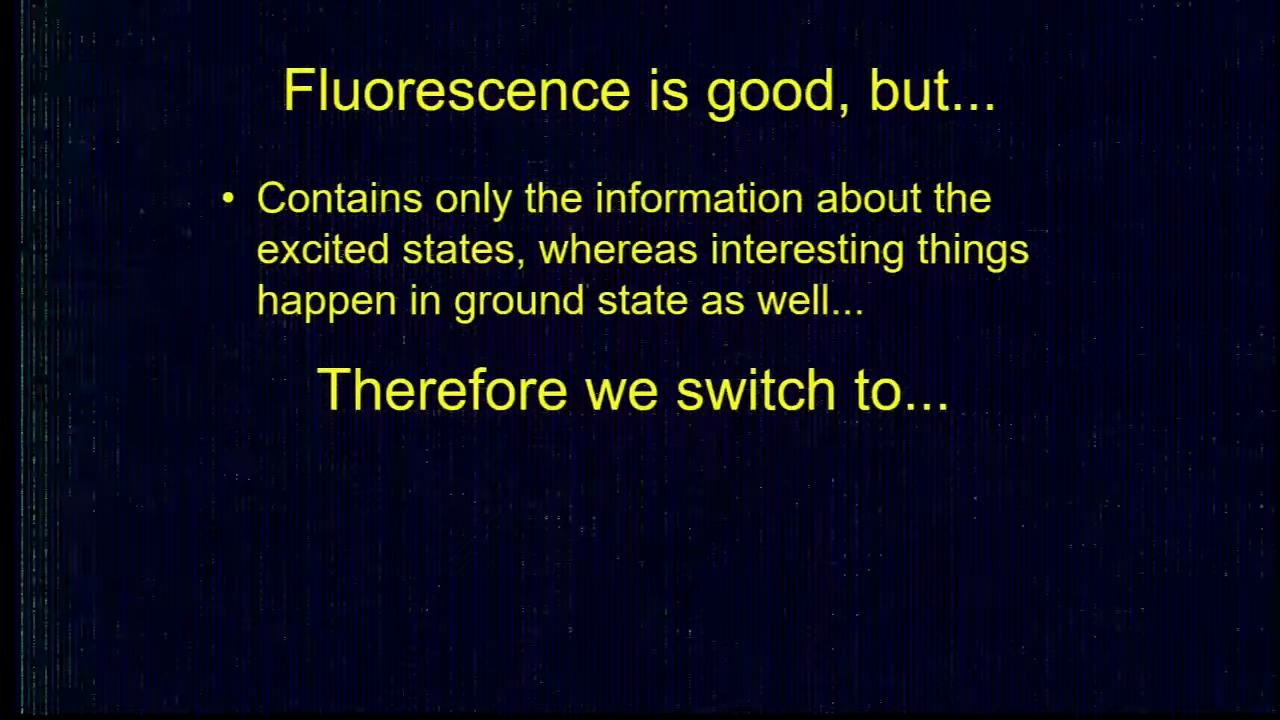 Fluorescence is good, but...
• Contains only the information about the
excited states, whereas interesting things
happen in ground state as well...
Therefore we switch to...